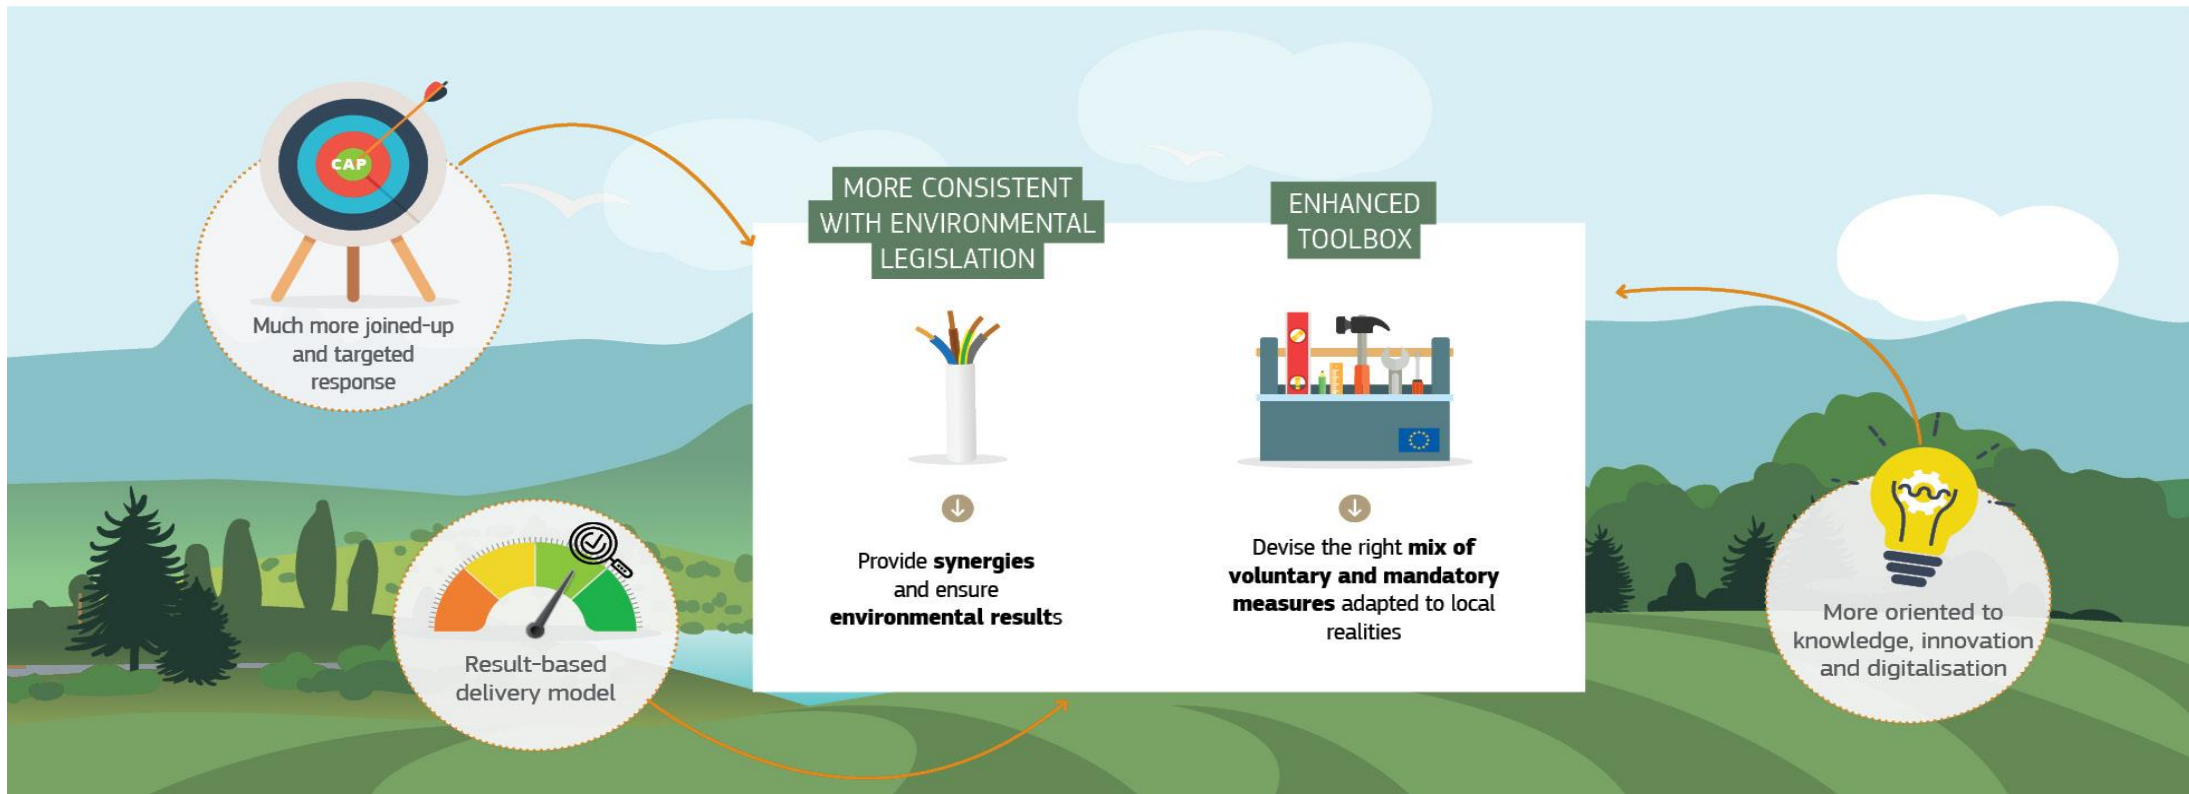 CAP
Much more joined-up
and targeted
response
MORE CONSISTENT
WITH ENVIRONMENTAL
LEGISLATION
Provide synergies
and ensure
environmental results
ENHANCED
TOOLBOX
Devise the right mix of
voluntary and mandatory
measures adapted to local
realities
Result-based
delivery model
More oriented to
knowledge, innovation
and digitalisation